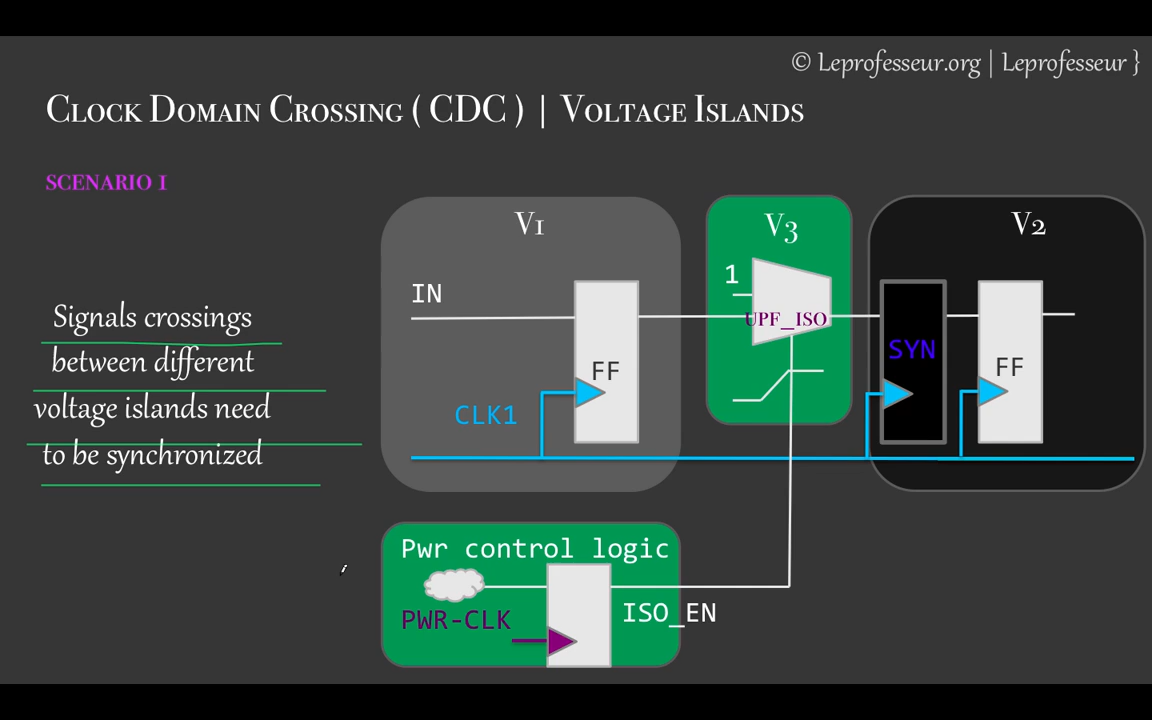 © Leprofesseur.org | Leprofesseur }
Clock Domain Crossing ( CDC ) | Voltage Islands
SCENARIO 1
Signals crossings
between different
voltage islands need
to be synchronized
V1
IN
FF
CLK1
V3
1
UPF_ISO
V2
SYN
FF
Pwr control logic
PWR-CLK
ISO_EN